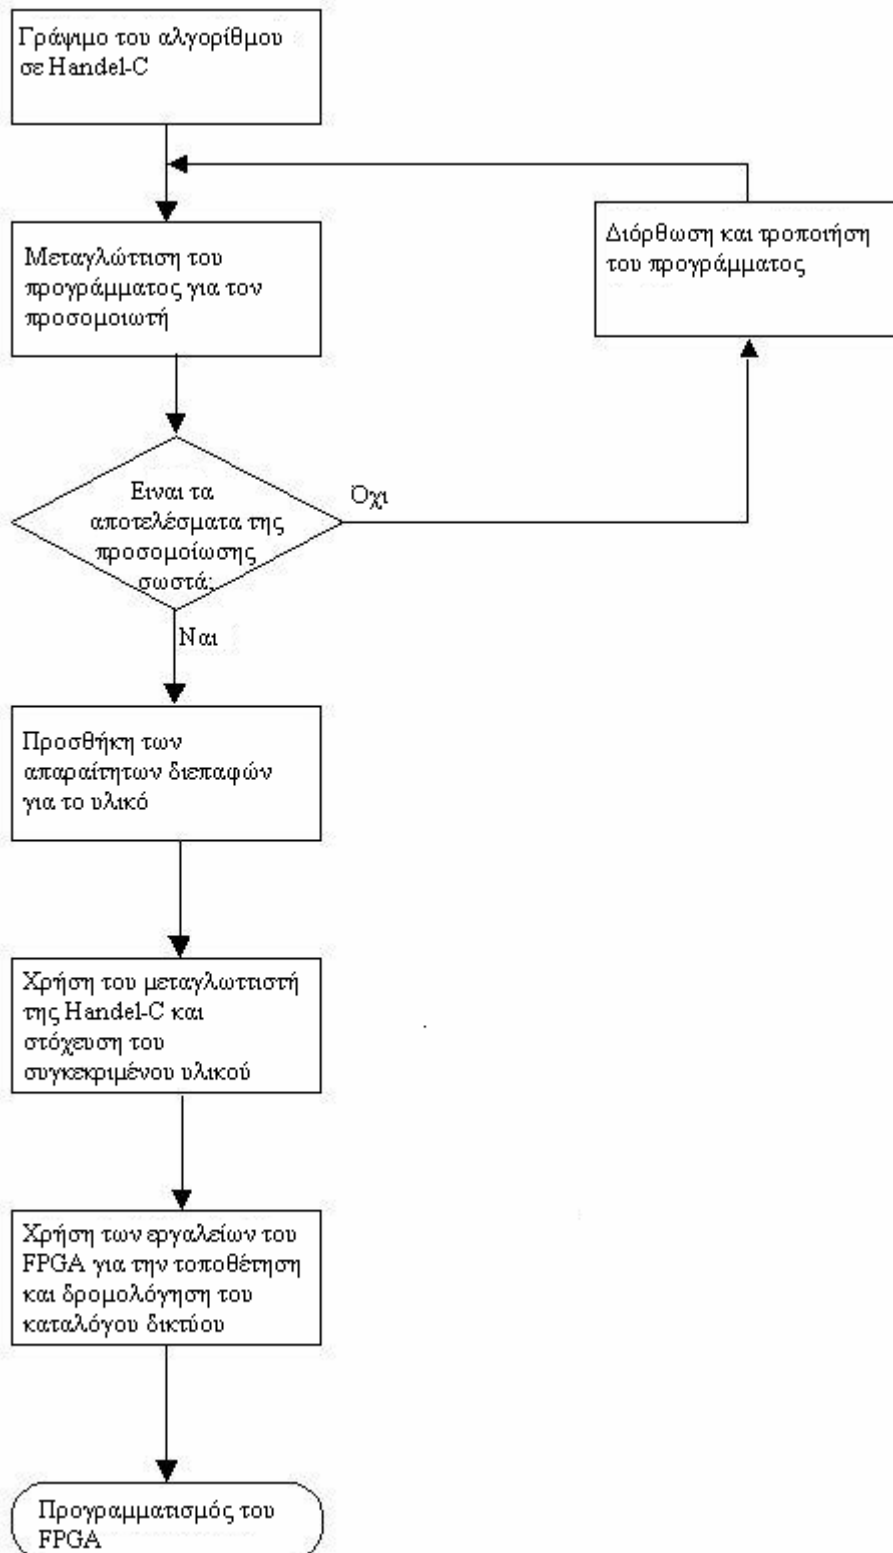 Γράψιμο του αλγορίθμου
σε Handel-C
Μεταγλώττιση του
προγράμματος για τον
προσομοιωτή
Διόρθωση και τροποιήση
του προγράμματος
Ειναι τα
αποτελέσματα της
προσομοίωσης
σωστά;
Όχι
Ναι
Προσθήκη των
απαραίτητων διεπαφών
για το υλικό
Χρήση του μεταγλωττιστή
της Handel-C και
στόχευση του
συγκεκριμένου υλικού
Χρήση των εργαλείων του
FPGA για την τοποθέτηση
και δρομολόγηση του
καταλόγου δικτύου
Προγραμματισμός του
FPGA